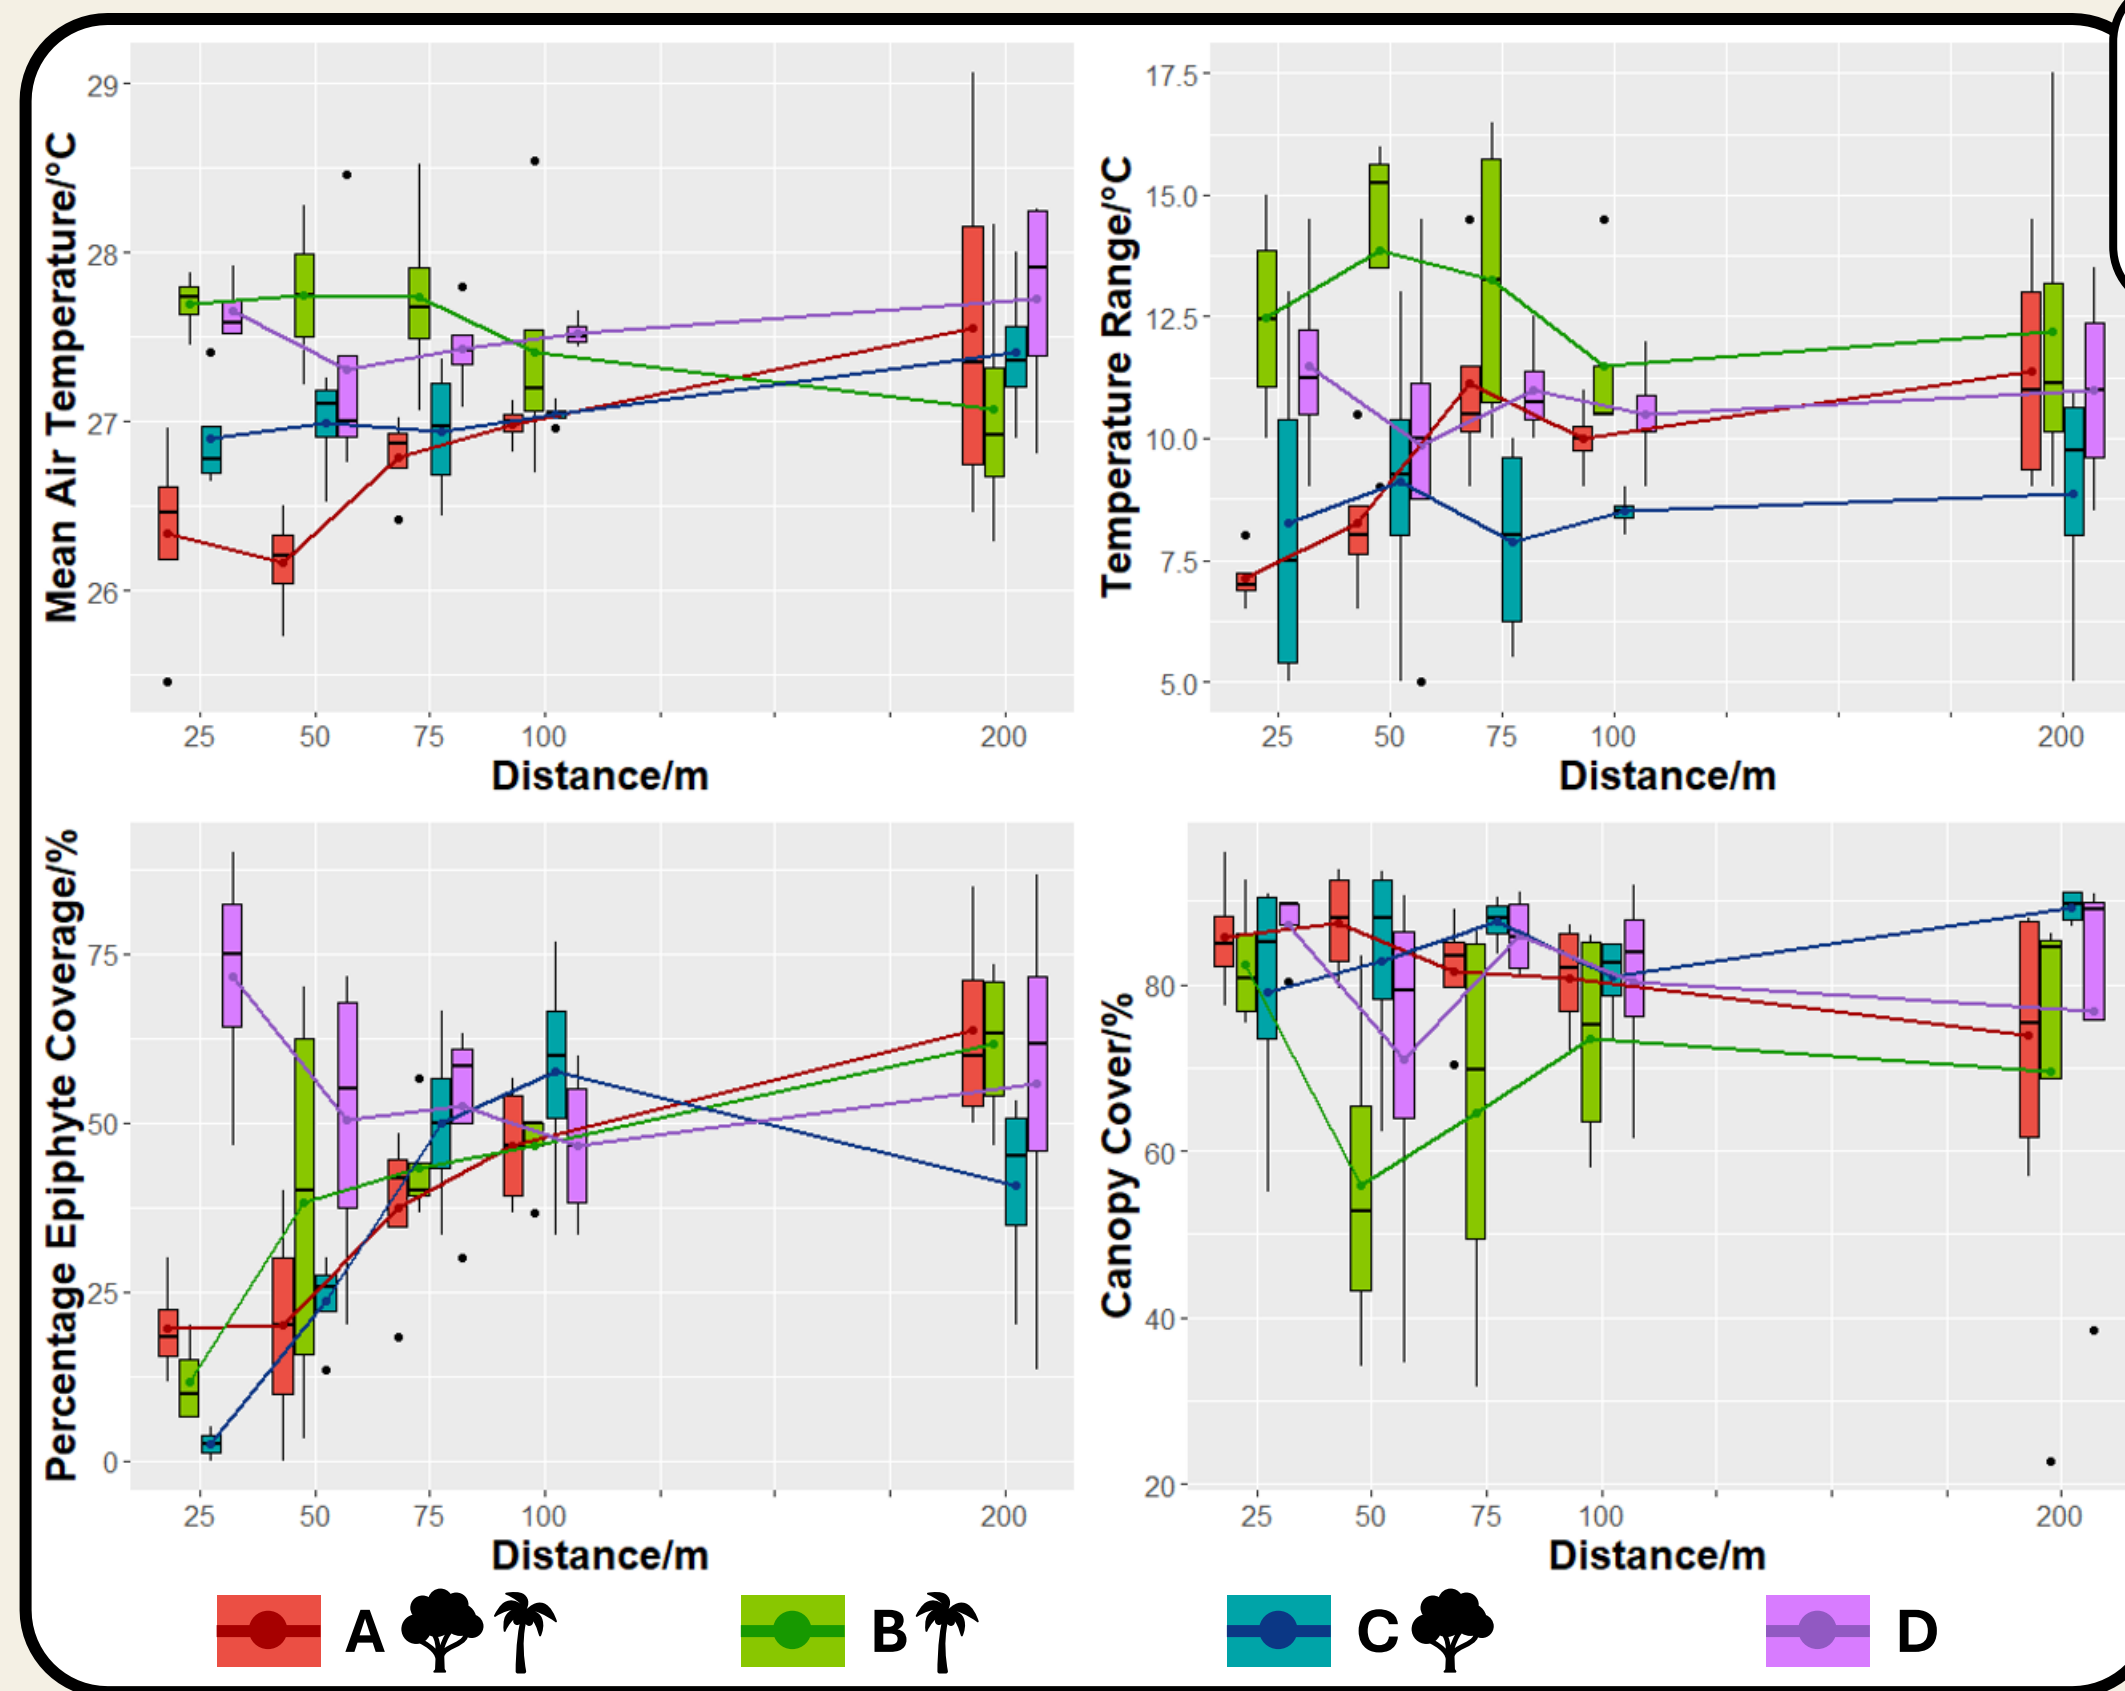 Mean Air Temperature/°C
29
28
27
26
25 50 75 100 200
Distance/m
Temperature Range/°C
17.5
15.0
12.5
10.0
7.5
5.0
25 50 75 100 200
Distance/m
Percentage Epiphyte Coverage/%
75
50
25
0
25 50 75 100 200
Distance/m
Canopy Cover/%
80
60
40
20
25 50 75 100 200
Distance/m
A B C D